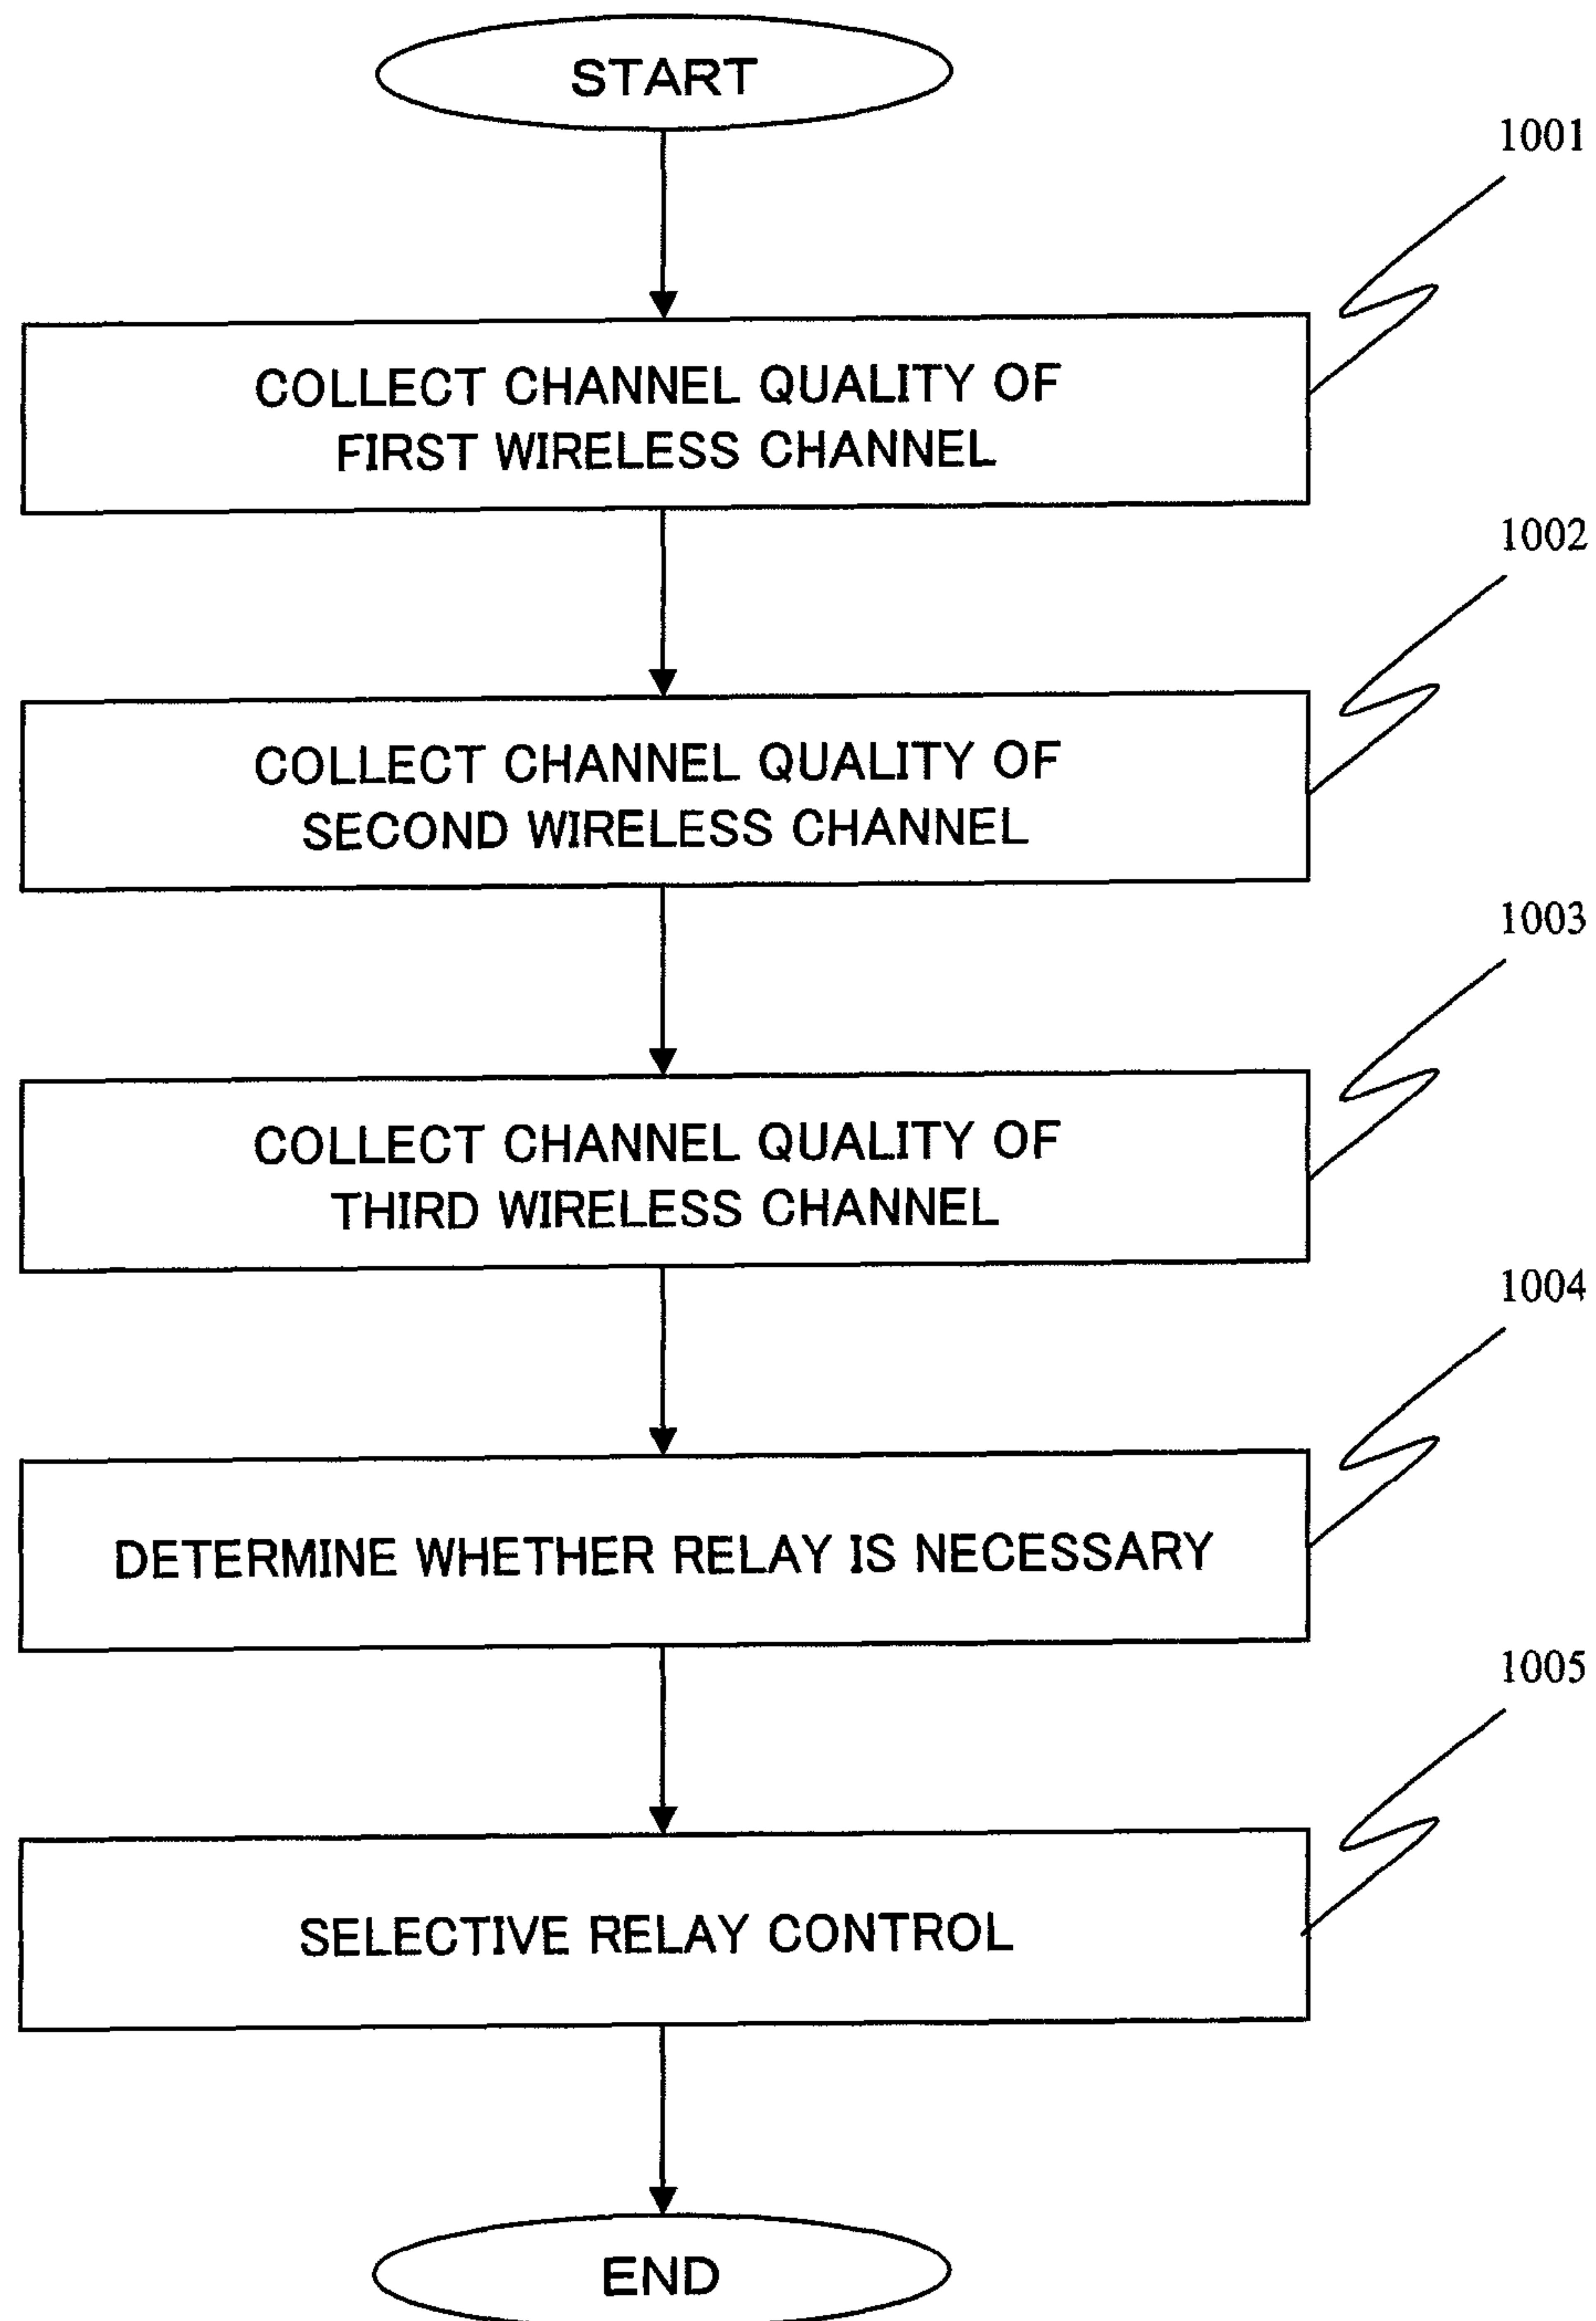 START
1001
COLLECT CHANNEL QUALITY OF
FIRST WIRELESS CHANNEL
1002
COLLECT CHANNEL QUALITY OF
SECOND WIRELESS CHANNEL
1003
COLLECT CHANNEL QUALITY OF
THIRD WIRELESS CHANNEL
1004
DETERMINE WHETHER RELAY IS NECESSARY
1005
SELECTIVE RELAY CONTROL
END